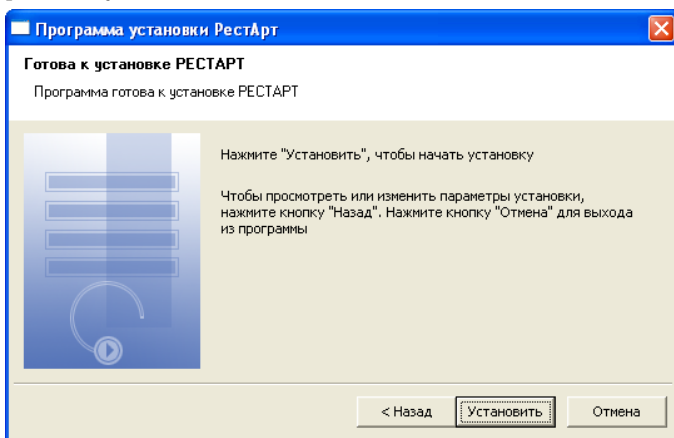 Программа установки РестАрт
Готова к установке РЕСТАРТ
Программа готова к установке РЕСТАРТ
Нажмите "Установить", чтобы начать установку
Чтобы просмотреть или изменить параметры установки,
нажмите кнопку "Назад". Нажмите кнопку "Отмена" для выхода
из программы
< Назад
Установить
Отмена